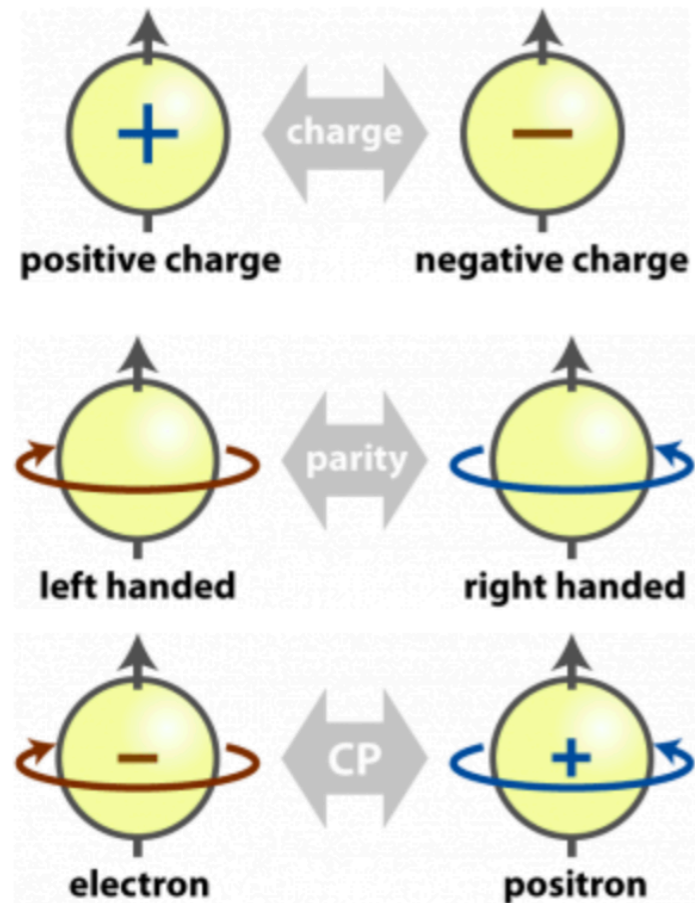 + charge −
positive charge negative charge
parity
left handed right handed
− CP +
electron positron